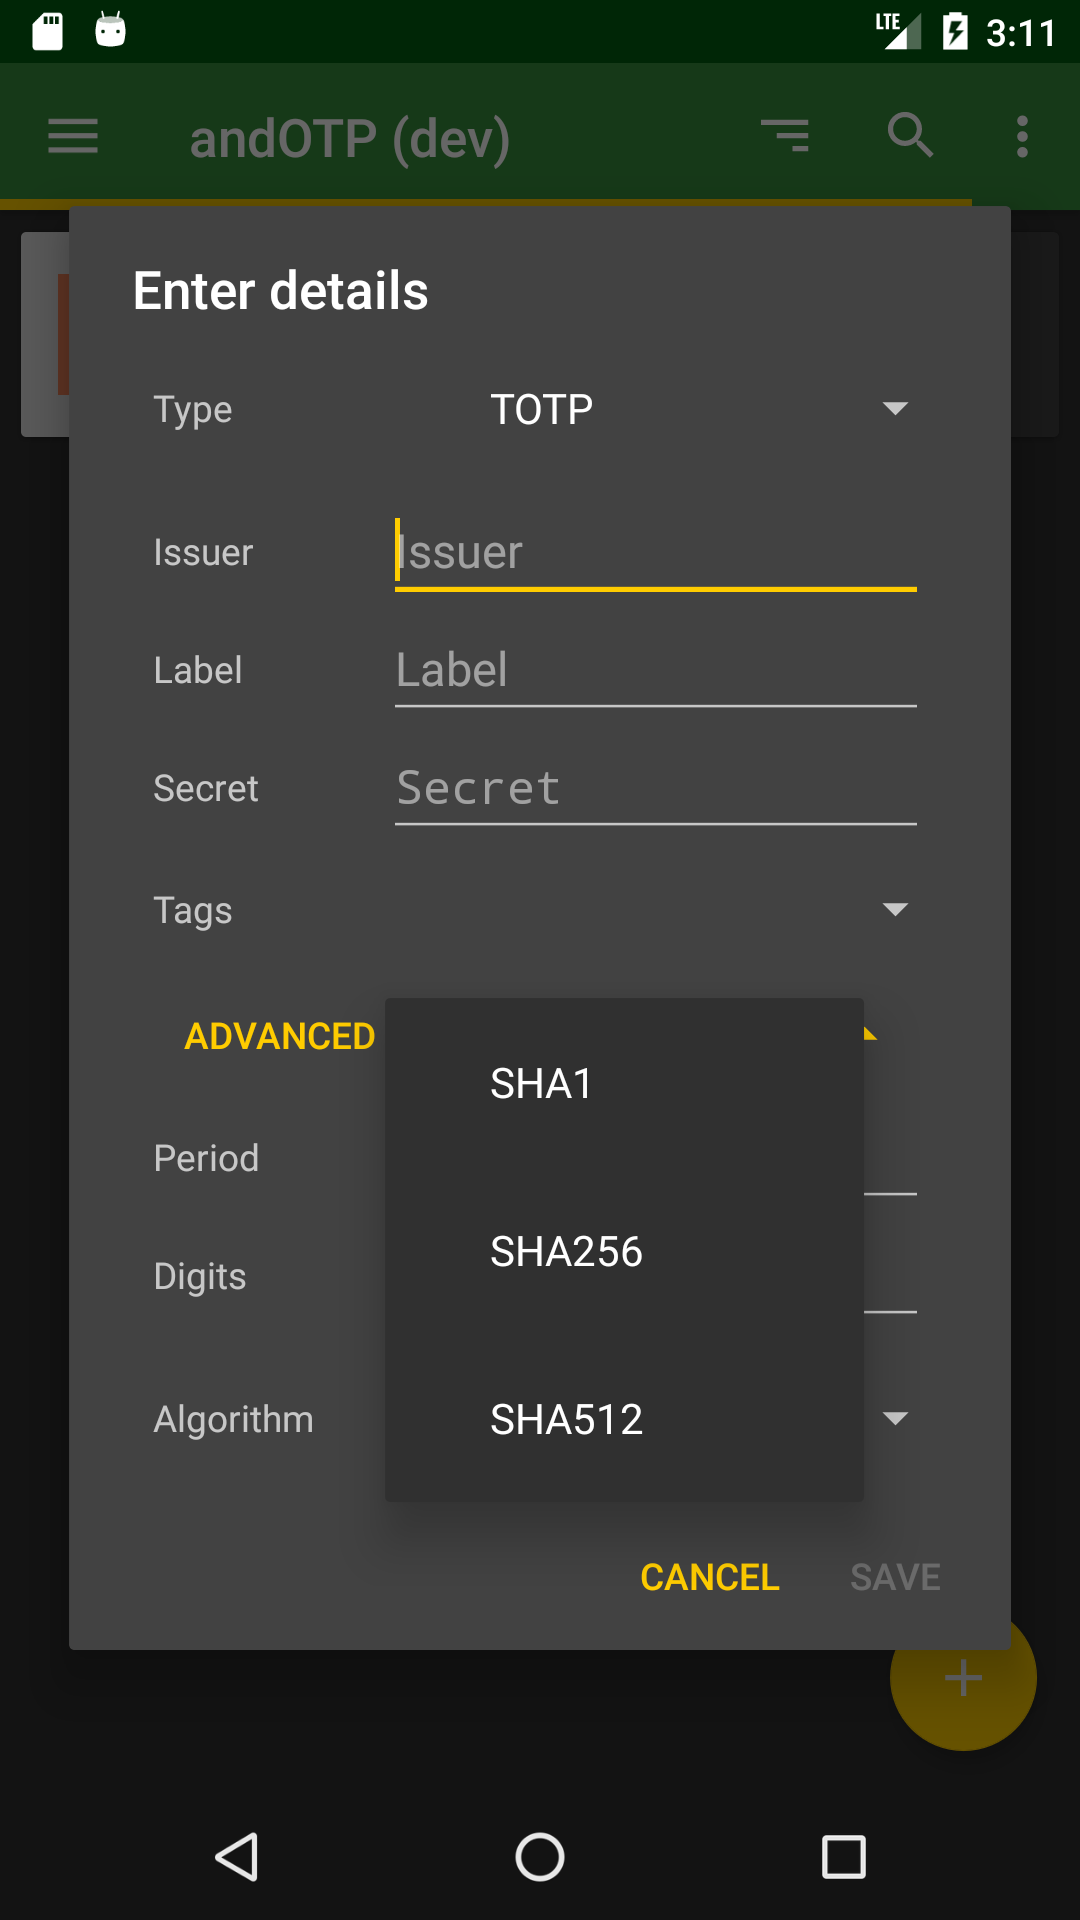 LTE 3:11
andOTP (dev)
Enter details
Type TOTP
Issuer Issuer
Label Label
Secret Secret
Tags
ADVANCED
SHA1
Period
SHA256
Digits
Algorithm SHA512
CANCEL SAVE